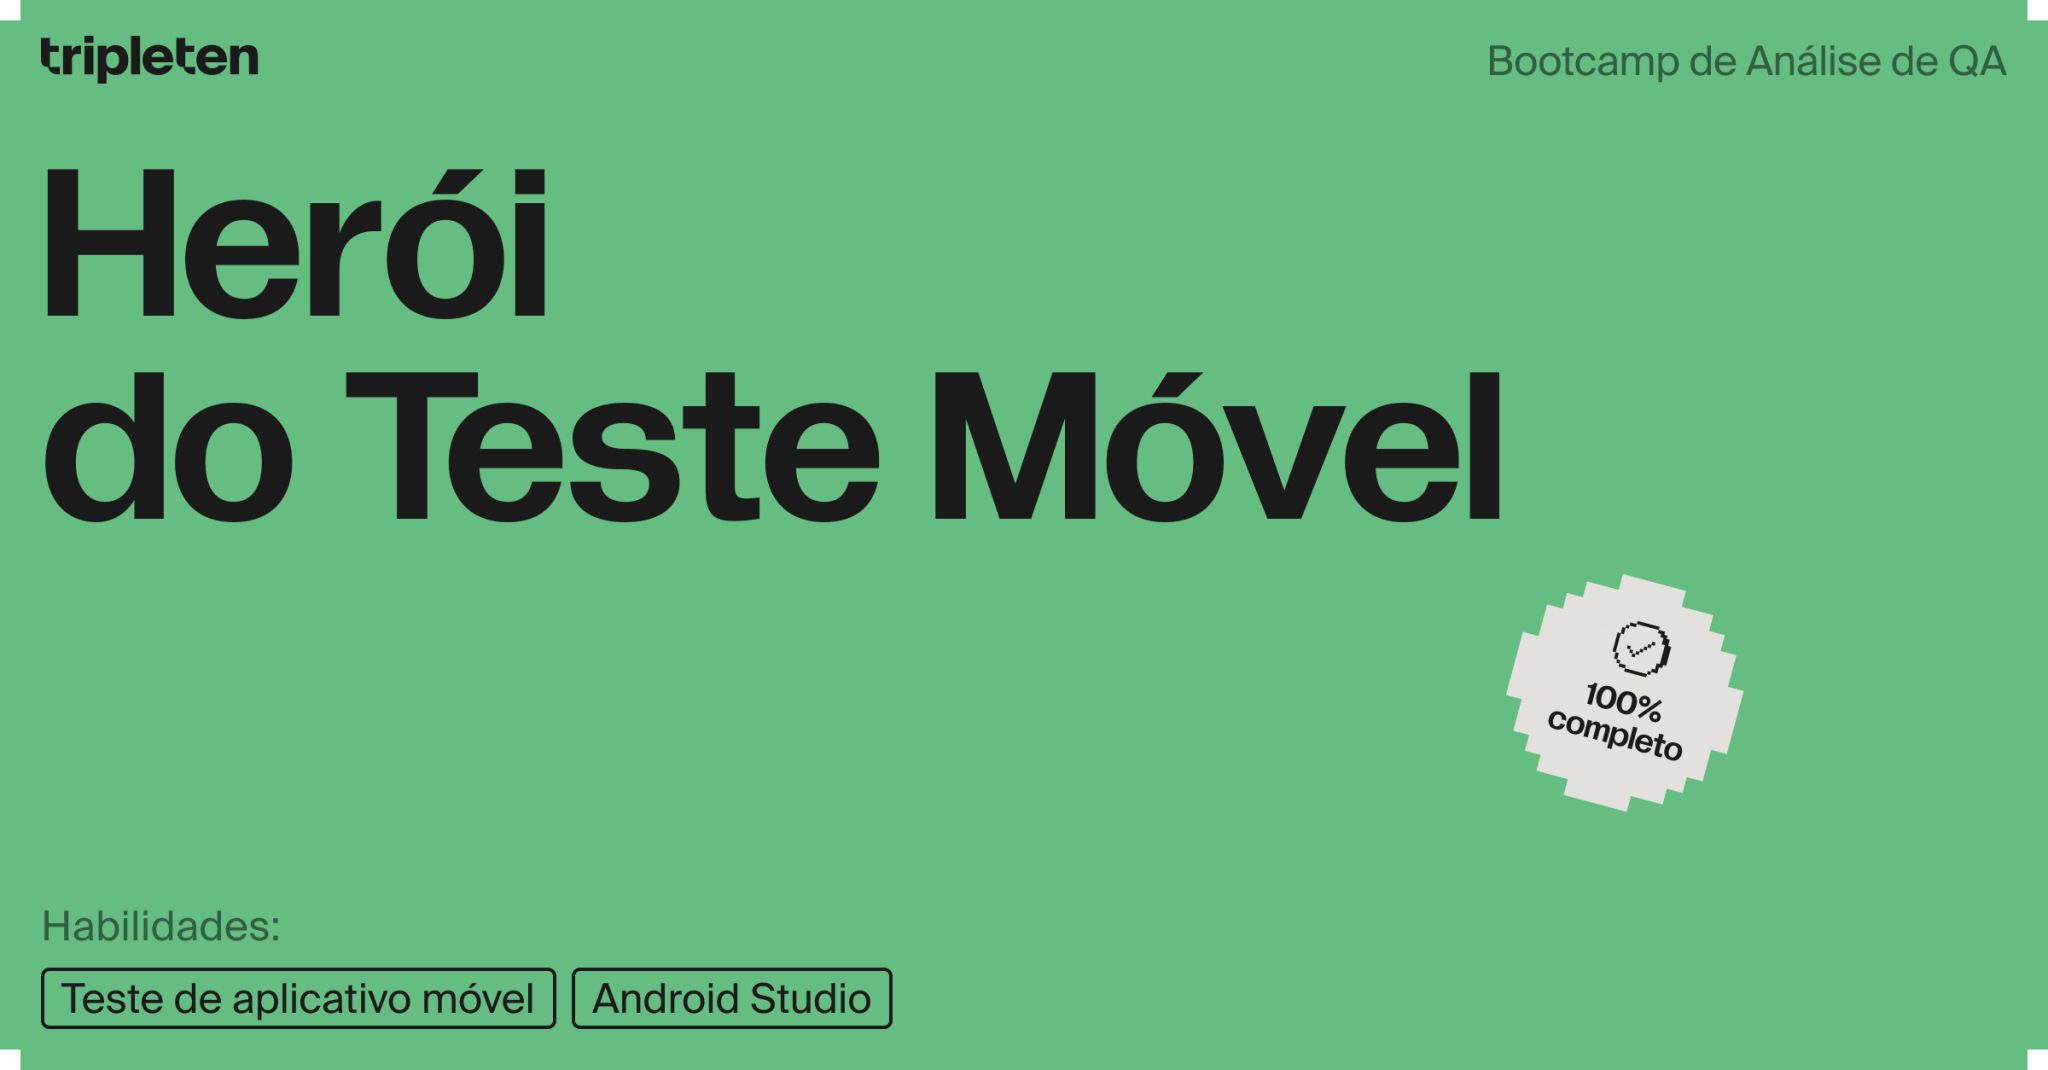 tripleten
Bootcamp de Análise de QA
Herói
do Teste Móvel
100%
completo
Habilidades:
Teste de aplicativo móvel
Android Studio